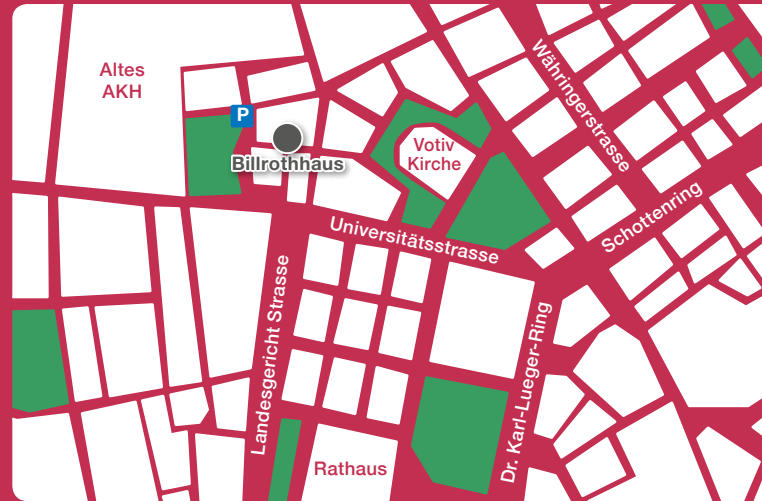 Altes
AKH
P
Billrothhaus
Votiv
Kirche
Währingerstrasse
Schottenring
Universitätsstrasse
Landesgericht Strasse
Dr. Karl-Lueger-Ring
Rathaus